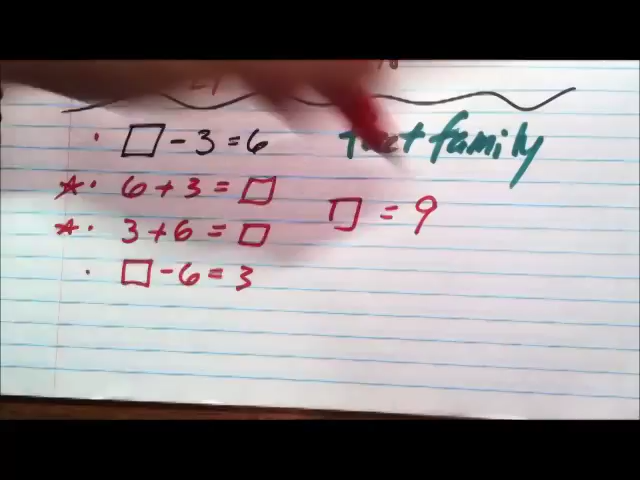 □ - 3 = 6
family
☆ · 6 + 3 = □
□ = 9
☆ · 3 + 6 = □
· □ - 6 = 3